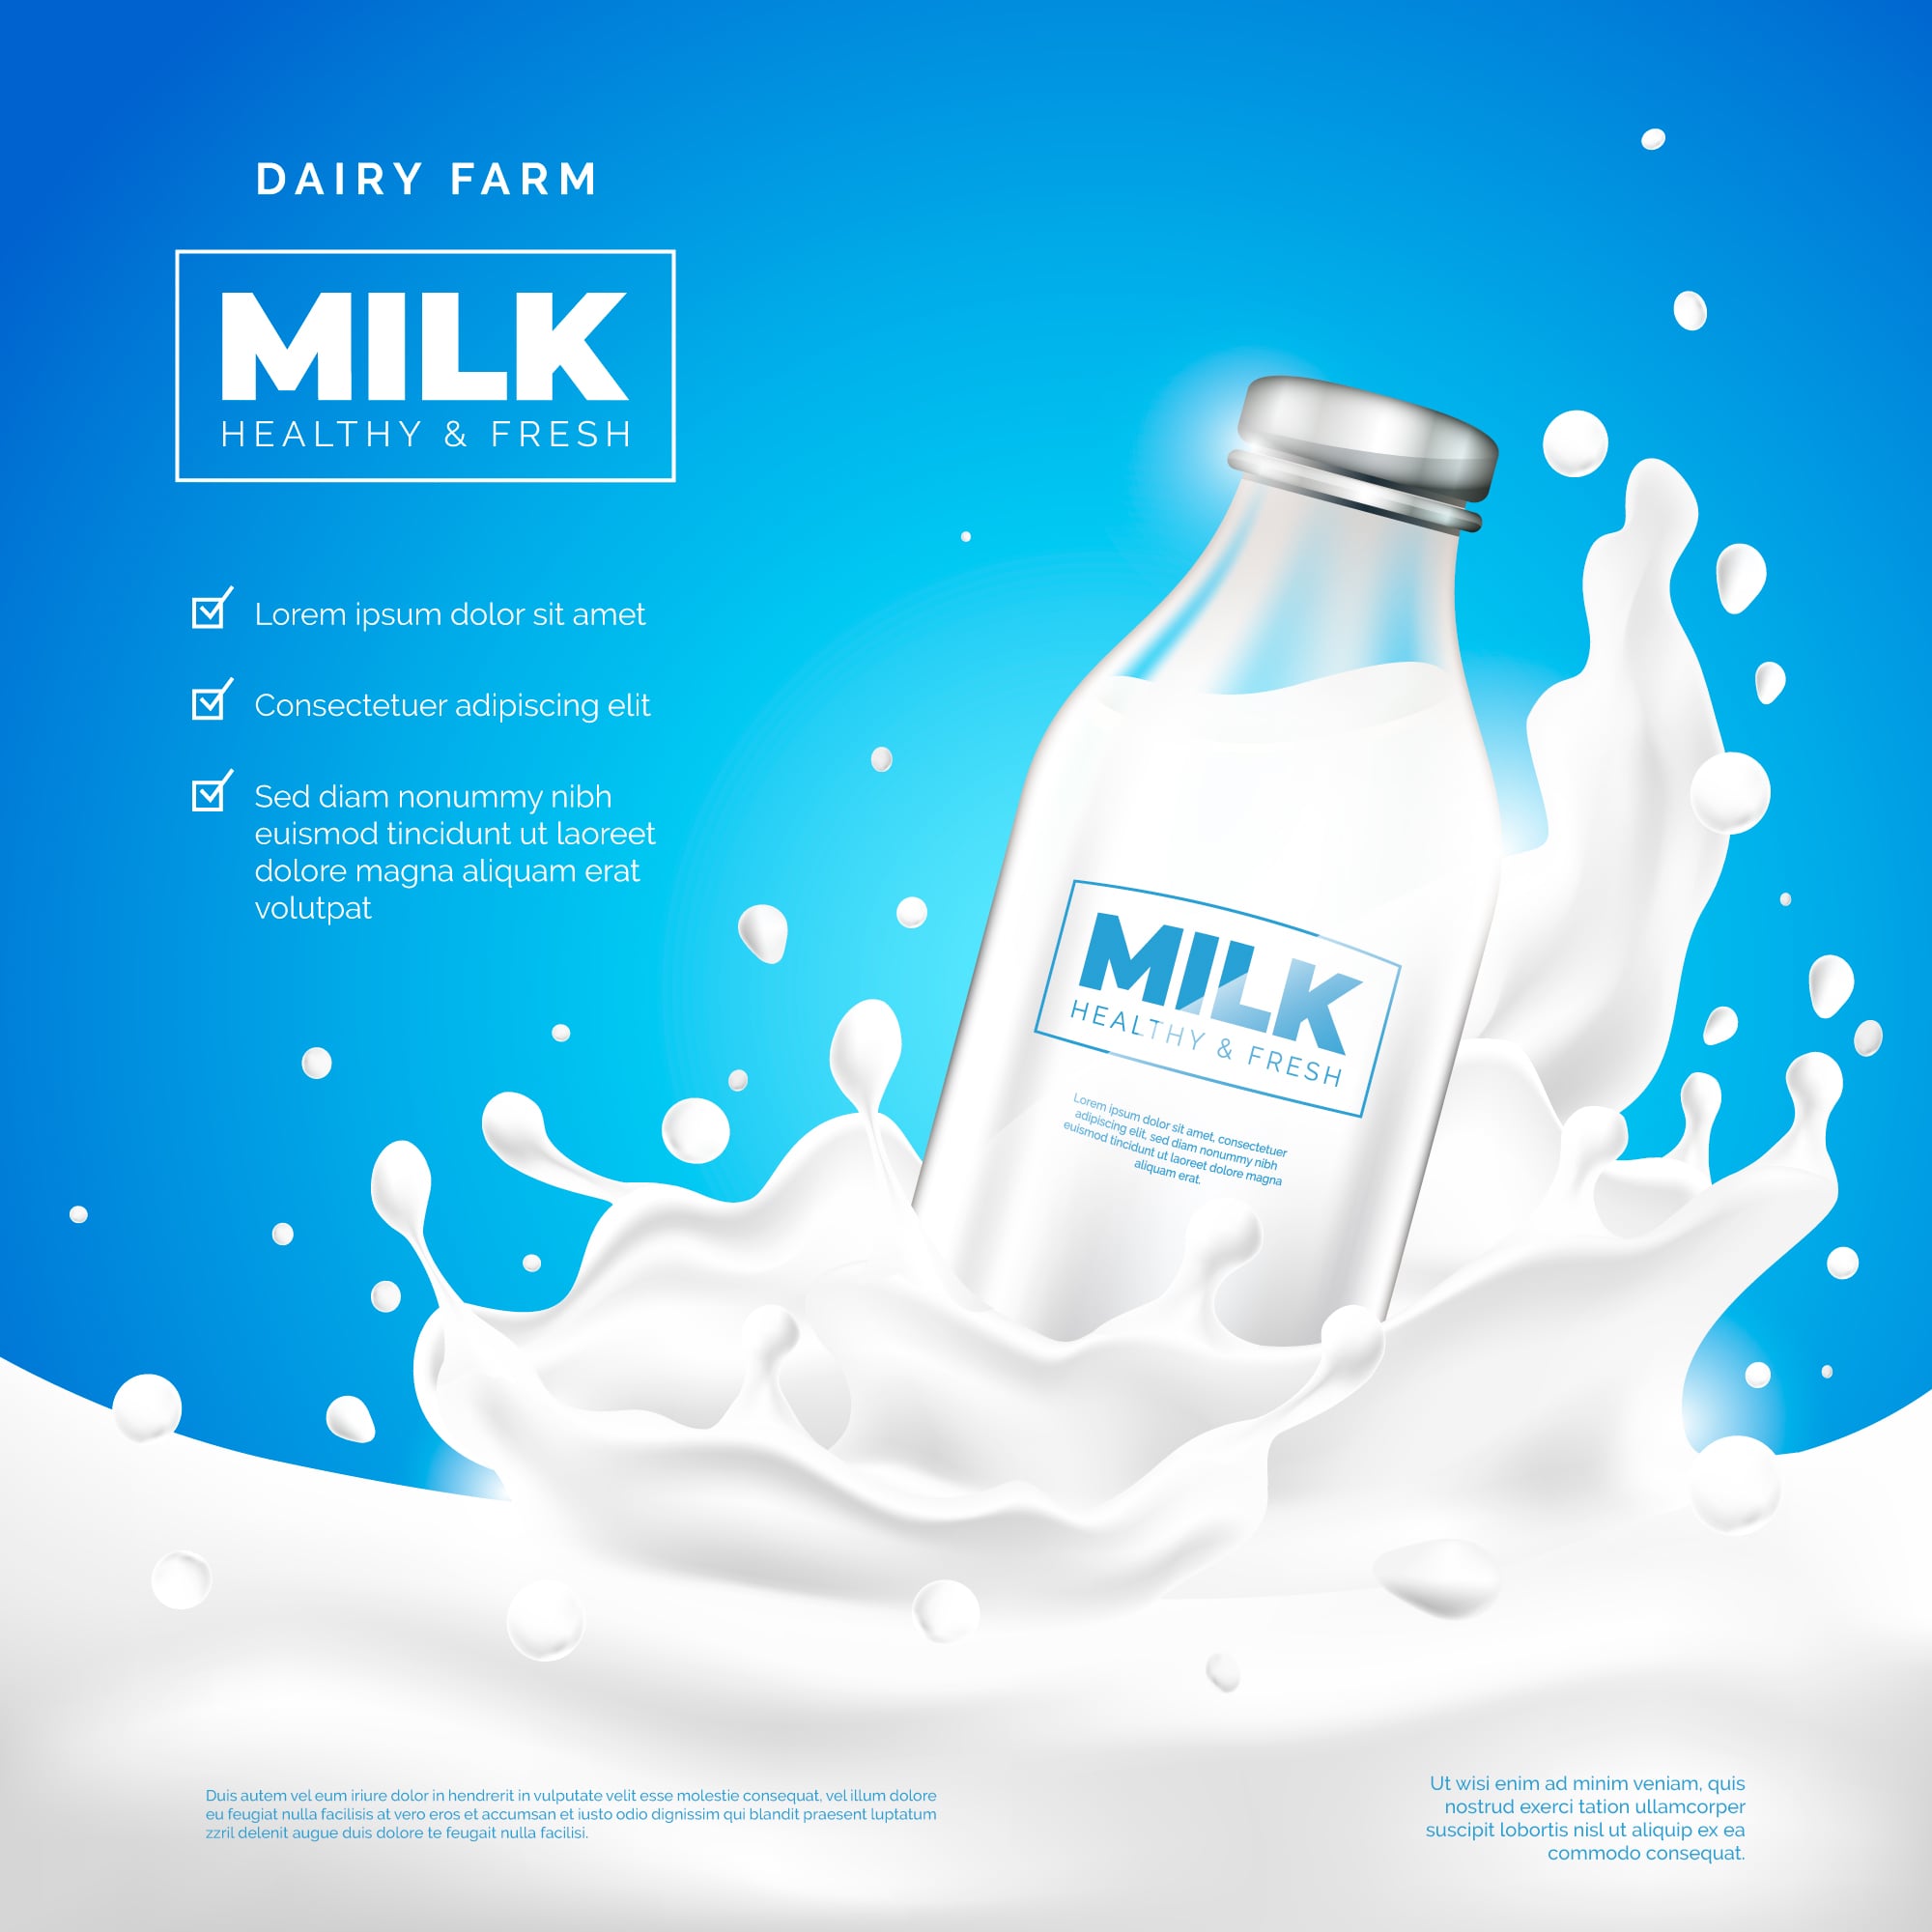 DAIRY FARM
MILK
HEALTHY & FRESH
Lorem ipsum dolor sit amet
Consectetuer adipiscing elit
Sed diam nonummy nibh
euismod tincidunt ut laoreet
dolore magna aliquam erat
volutpat
MILK
HEALTHY & FRESH
Lorem ipsum dolor sit amet, consectetuer
adipiscing elit, sed diam nonummy nibh
euismod tincidunt ut laoreet dolore magna
aliquam erat.
Duis autem vel eum iriure dolor in hendrerit in vulputate velit esse molestie consequat, vel illum dolore
eu feugiat nulla facilisis at vero eros et accumsan et iusto odio dignissim qui blandit praesent luptatum
zzril delenit augue duis dolore te feugait nulla facilisi.
Ut wisi enim ad minim veniam, quis
nostrud exerci tation ullamcorper
suscipit lobortis nisl ut aliquip ex ea
commodo consequat.